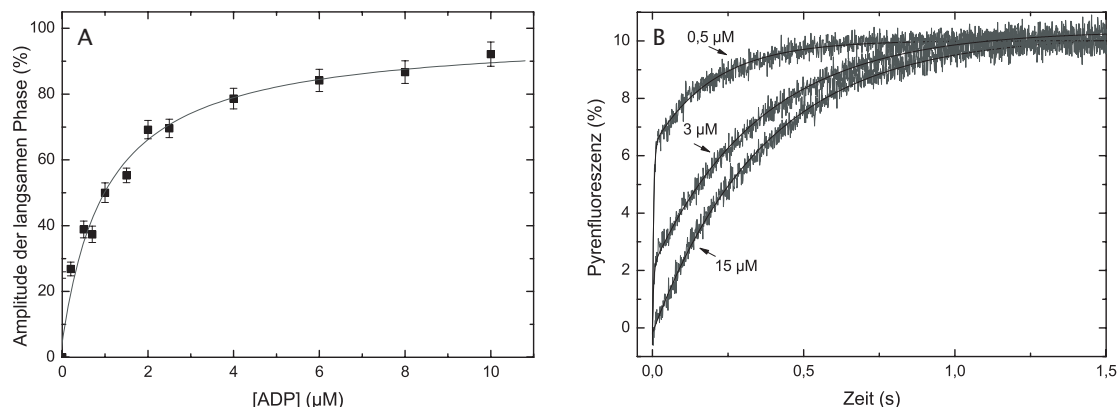 A
Amplitude der langsamen Phase (%)
100
80
60
40
20
0
0 2 4 6 8 10
[ADP] (µM)
B
Pyrenfluoreszenz (%)
10
8
6
4
2
0
0,5 µM
3 µM
15 µM
0,0 0,5 1,0 1,5
Zeit (s)